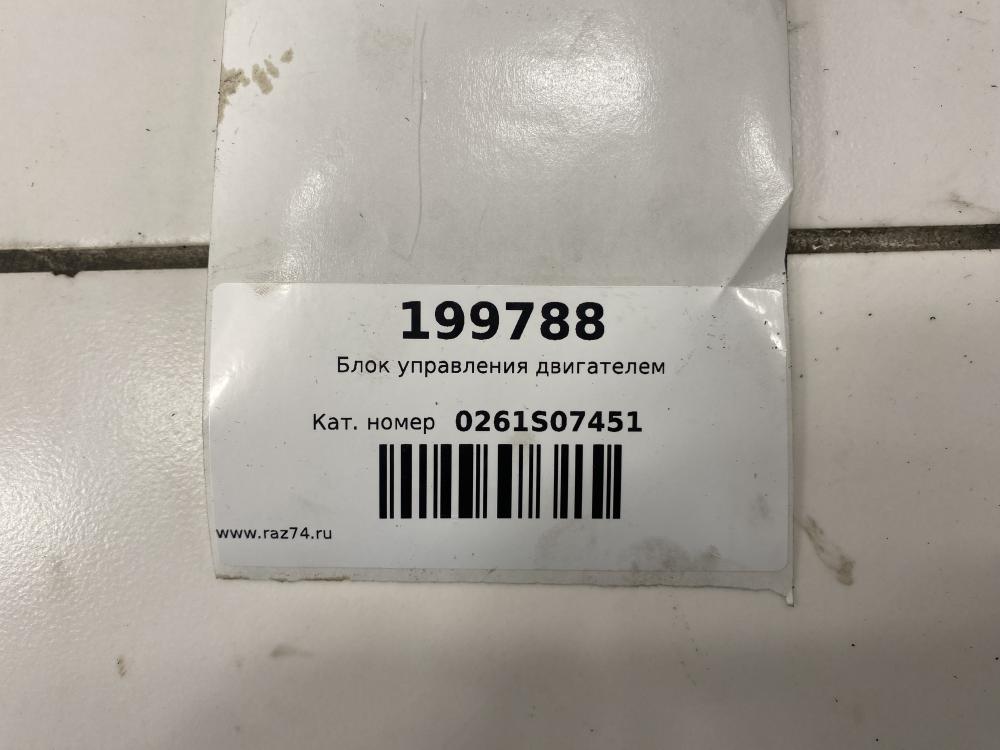 199788
Блок управления двигателем
Кат. номер 0261S07451
www.raz74.ru